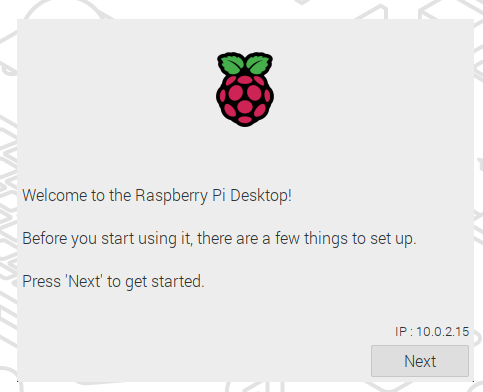 Welcome to the Raspberry Pi Desktop!
Before you start using it, there are a few things to set up.
Press 'Next' to get started.
IP : 10.0.2.15
Next